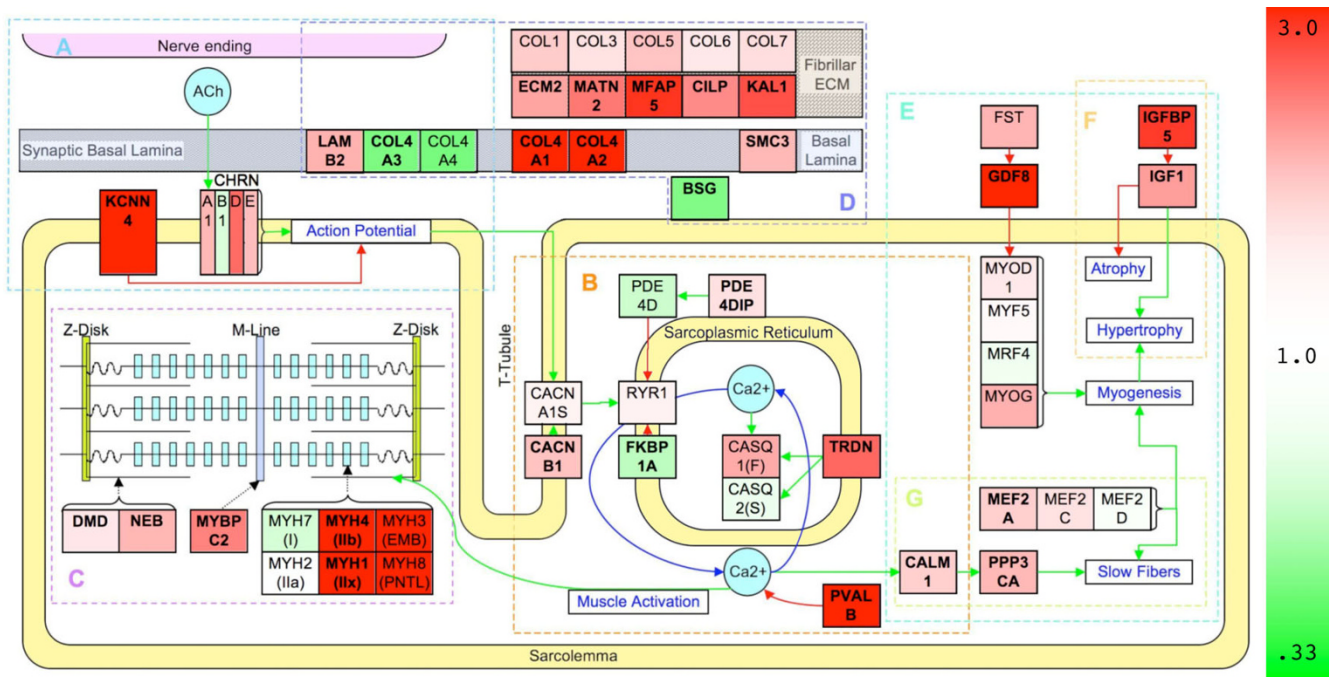 A
Nerve ending
ACh
COL1
COL3
COL5
COL6
COL7
Fibrillar
ECM
ECM2
MATN
2
MFAP
5
CILP
KAL1
Synaptic Basal Lamina
LAM
B2
COL4
A3
COL4
A4
COL4
A1
COL4
A2
SMC3
Basal
Lamina
BSG
D
KCNN
4
CHRN
A
1
B
1
D
E
Action Potential
E
FST
GDF8
F
IGFBP
5
IGF1
Atrophy
Hypertrophy
MYOD
1
MYF5
MRF4
MYOG
Myogenesis
B
PDE
4D
PDE
4DIP
Sarcoplasmic Reticulum
T-Tubule
CACN
A1S
RYR1
Ca2+
CACN
B1
FKBP
1A
CASQ
1(F)
CASQ
2(S)
TRDN
Z-Disk
M-Line
Z-Disk
DMD
NEB
MYBP
C2
MYH7
(I)
MYH4
(IIb)
MYH3
(EMB)
MYH2
(IIa)
MYH1
(IIx)
MYH8
(PNTL)
C
Ca2+
Muscle Activation
PVAL
B
G
MEF2
A
MEF2
C
MEF2
D
CALM
1
PPP3
CA
Slow Fibers
Sarcolemma
3.0
1.0
.33